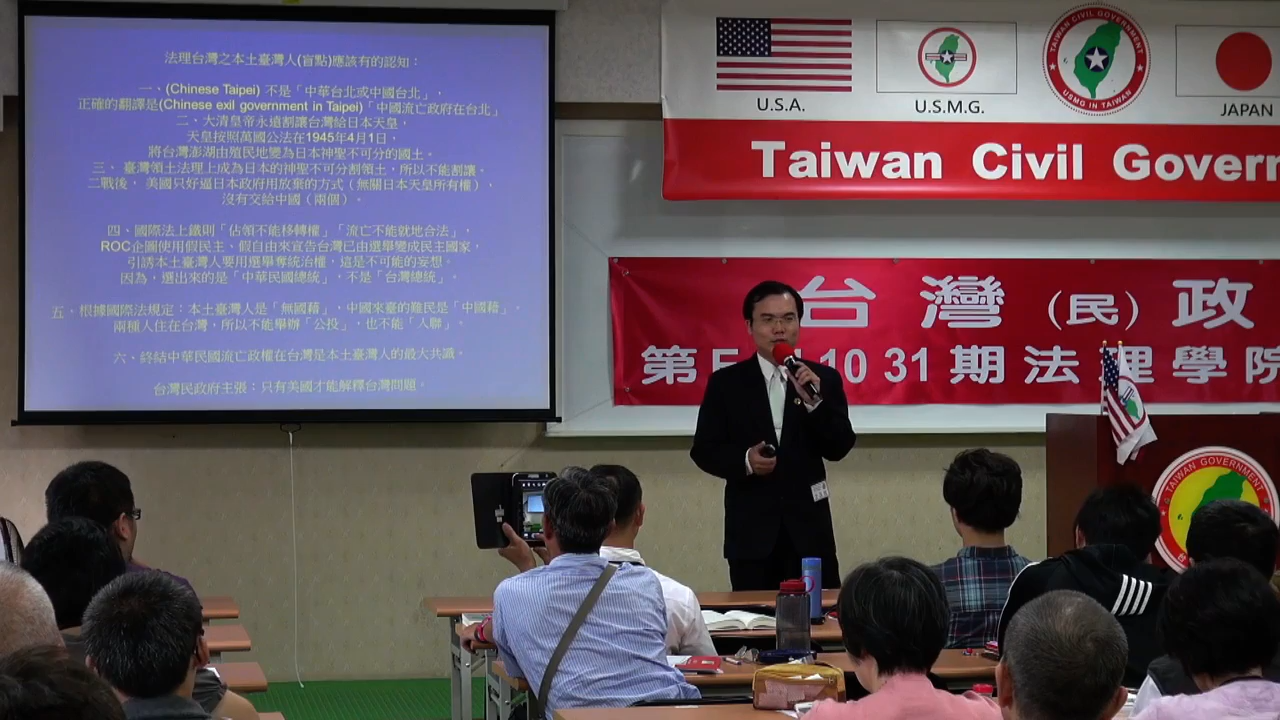 法理台灣之本土臺灣人(盲點)應該有的認知：
一、(Chinese Taipei) 不是「中華台北或中國台北」，
正確的翻譯是(Chinese exil government in Taipei)「中國流亡政府在台北」
二、大清皇帝永遠割讓台灣給日本天皇，
天皇按照萬國公法在1945年4月1日，
將台灣澎湖由殖民地變為日本神聖不可分的國土。
三、 臺灣領土法理上成為日本的神聖不可分割領土，所以不能割讓。
二戰後， 美國只好逼日本政府用放棄的方式（無關日本天皇所有權），
沒有交給中國（兩個）。
四、國際法上鐵則「佔領不能移轉權」「流亡不能就地合法」，
ROC企圖使用假民主、假自由來宣告台灣已由選舉變成民主國家，
引誘本土臺灣人要用選舉奪統治權，這是不可能的妄想。
因為，選出來的是「中華民國總統」，不是「台灣總統」。
五、根據國際法規定：本土臺灣人是「無國藉」，中國來臺的難民是「中國藉」，
兩種人住在台灣，所以不能舉辦「公投」，也不能「入聯」。
六、終結中華民國流亡政權在台灣是本土臺灣人的最大共識。
台灣民政府主張：只有美國才能解釋台灣問題。
U.S.A.
U.S.M.G.
TAIWAN CIVIL GOVERNMENT
USMG IN TAIWAN
JAPAN
Taiwan Civil Govern
台灣（民）政
第 10 31 期法理學院
TAIWAN GOVERNMENT